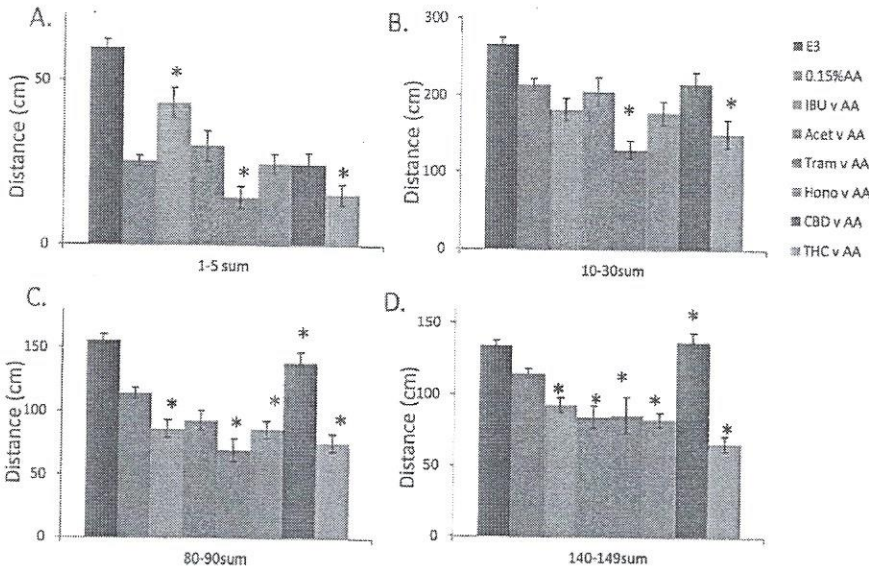 A.
Distance (cm)
50
0
*
*
*
1-5 sum
B.
Distance (cm)
300
200
100
0
*
*
10-30sum
E3
0.15%AA
IBU v AA
Acet v AA
Tram v AA
Hono v AA
CBD v AA
THC v AA
C.
Distance (cm)
150
100
50
0
*
*
*
*
*
80-90sum
D.
Distance (cm)
150
100
50
0
*
*
*
*
*
*
140-149sum